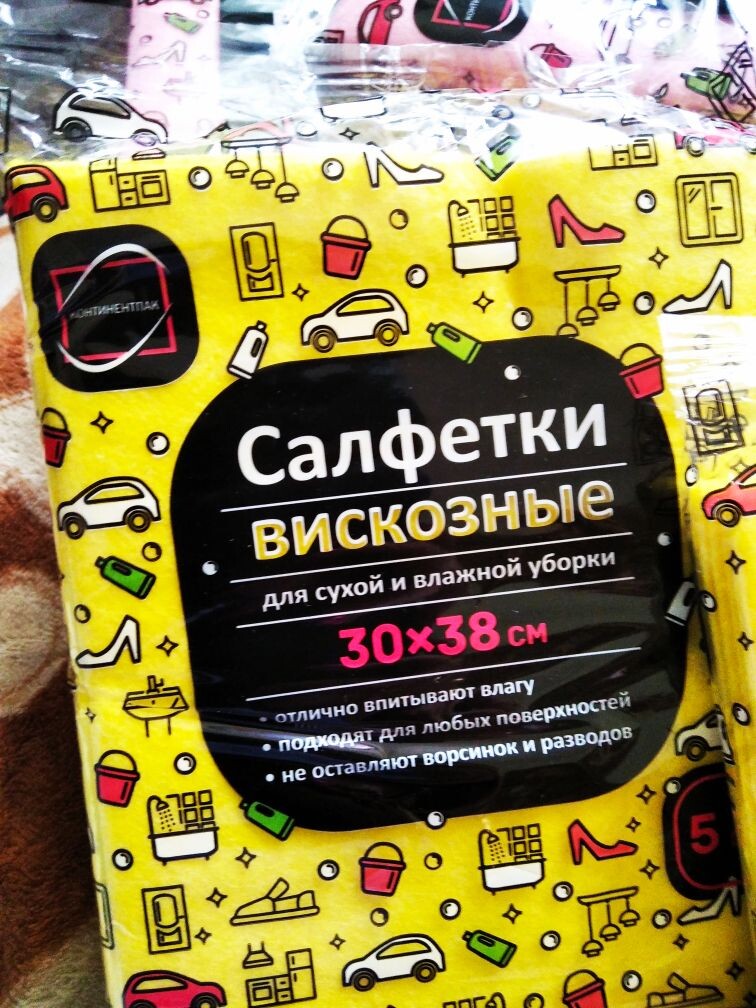 КОНТИНЕНТПАК
Салфетки
вискозные
для сухой и влажной уборки
30×38 см
• отлично впитывают влагу
• подходят для любых поверхностей
• не оставляют ворсинок и разводов
5